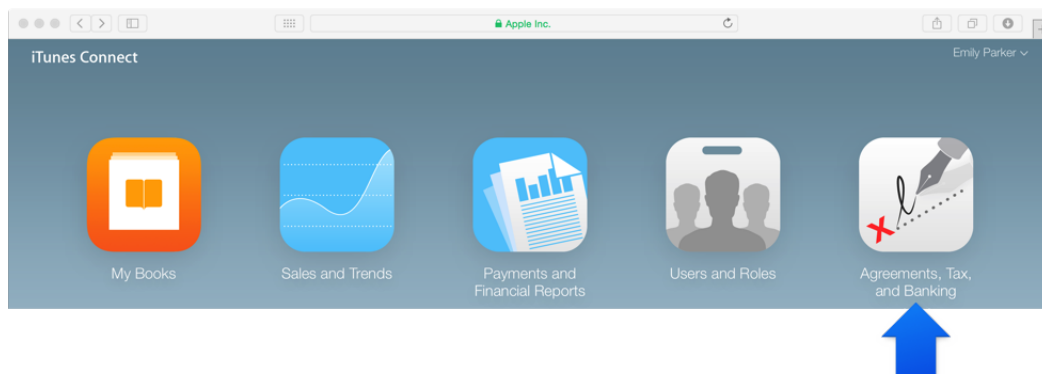 Apple Inc.
iTunes Connect
Emily Parker
My Books
Sales and Trends
Payments and
Financial Reports
Users and Roles
Agreements, Tax,
and Banking